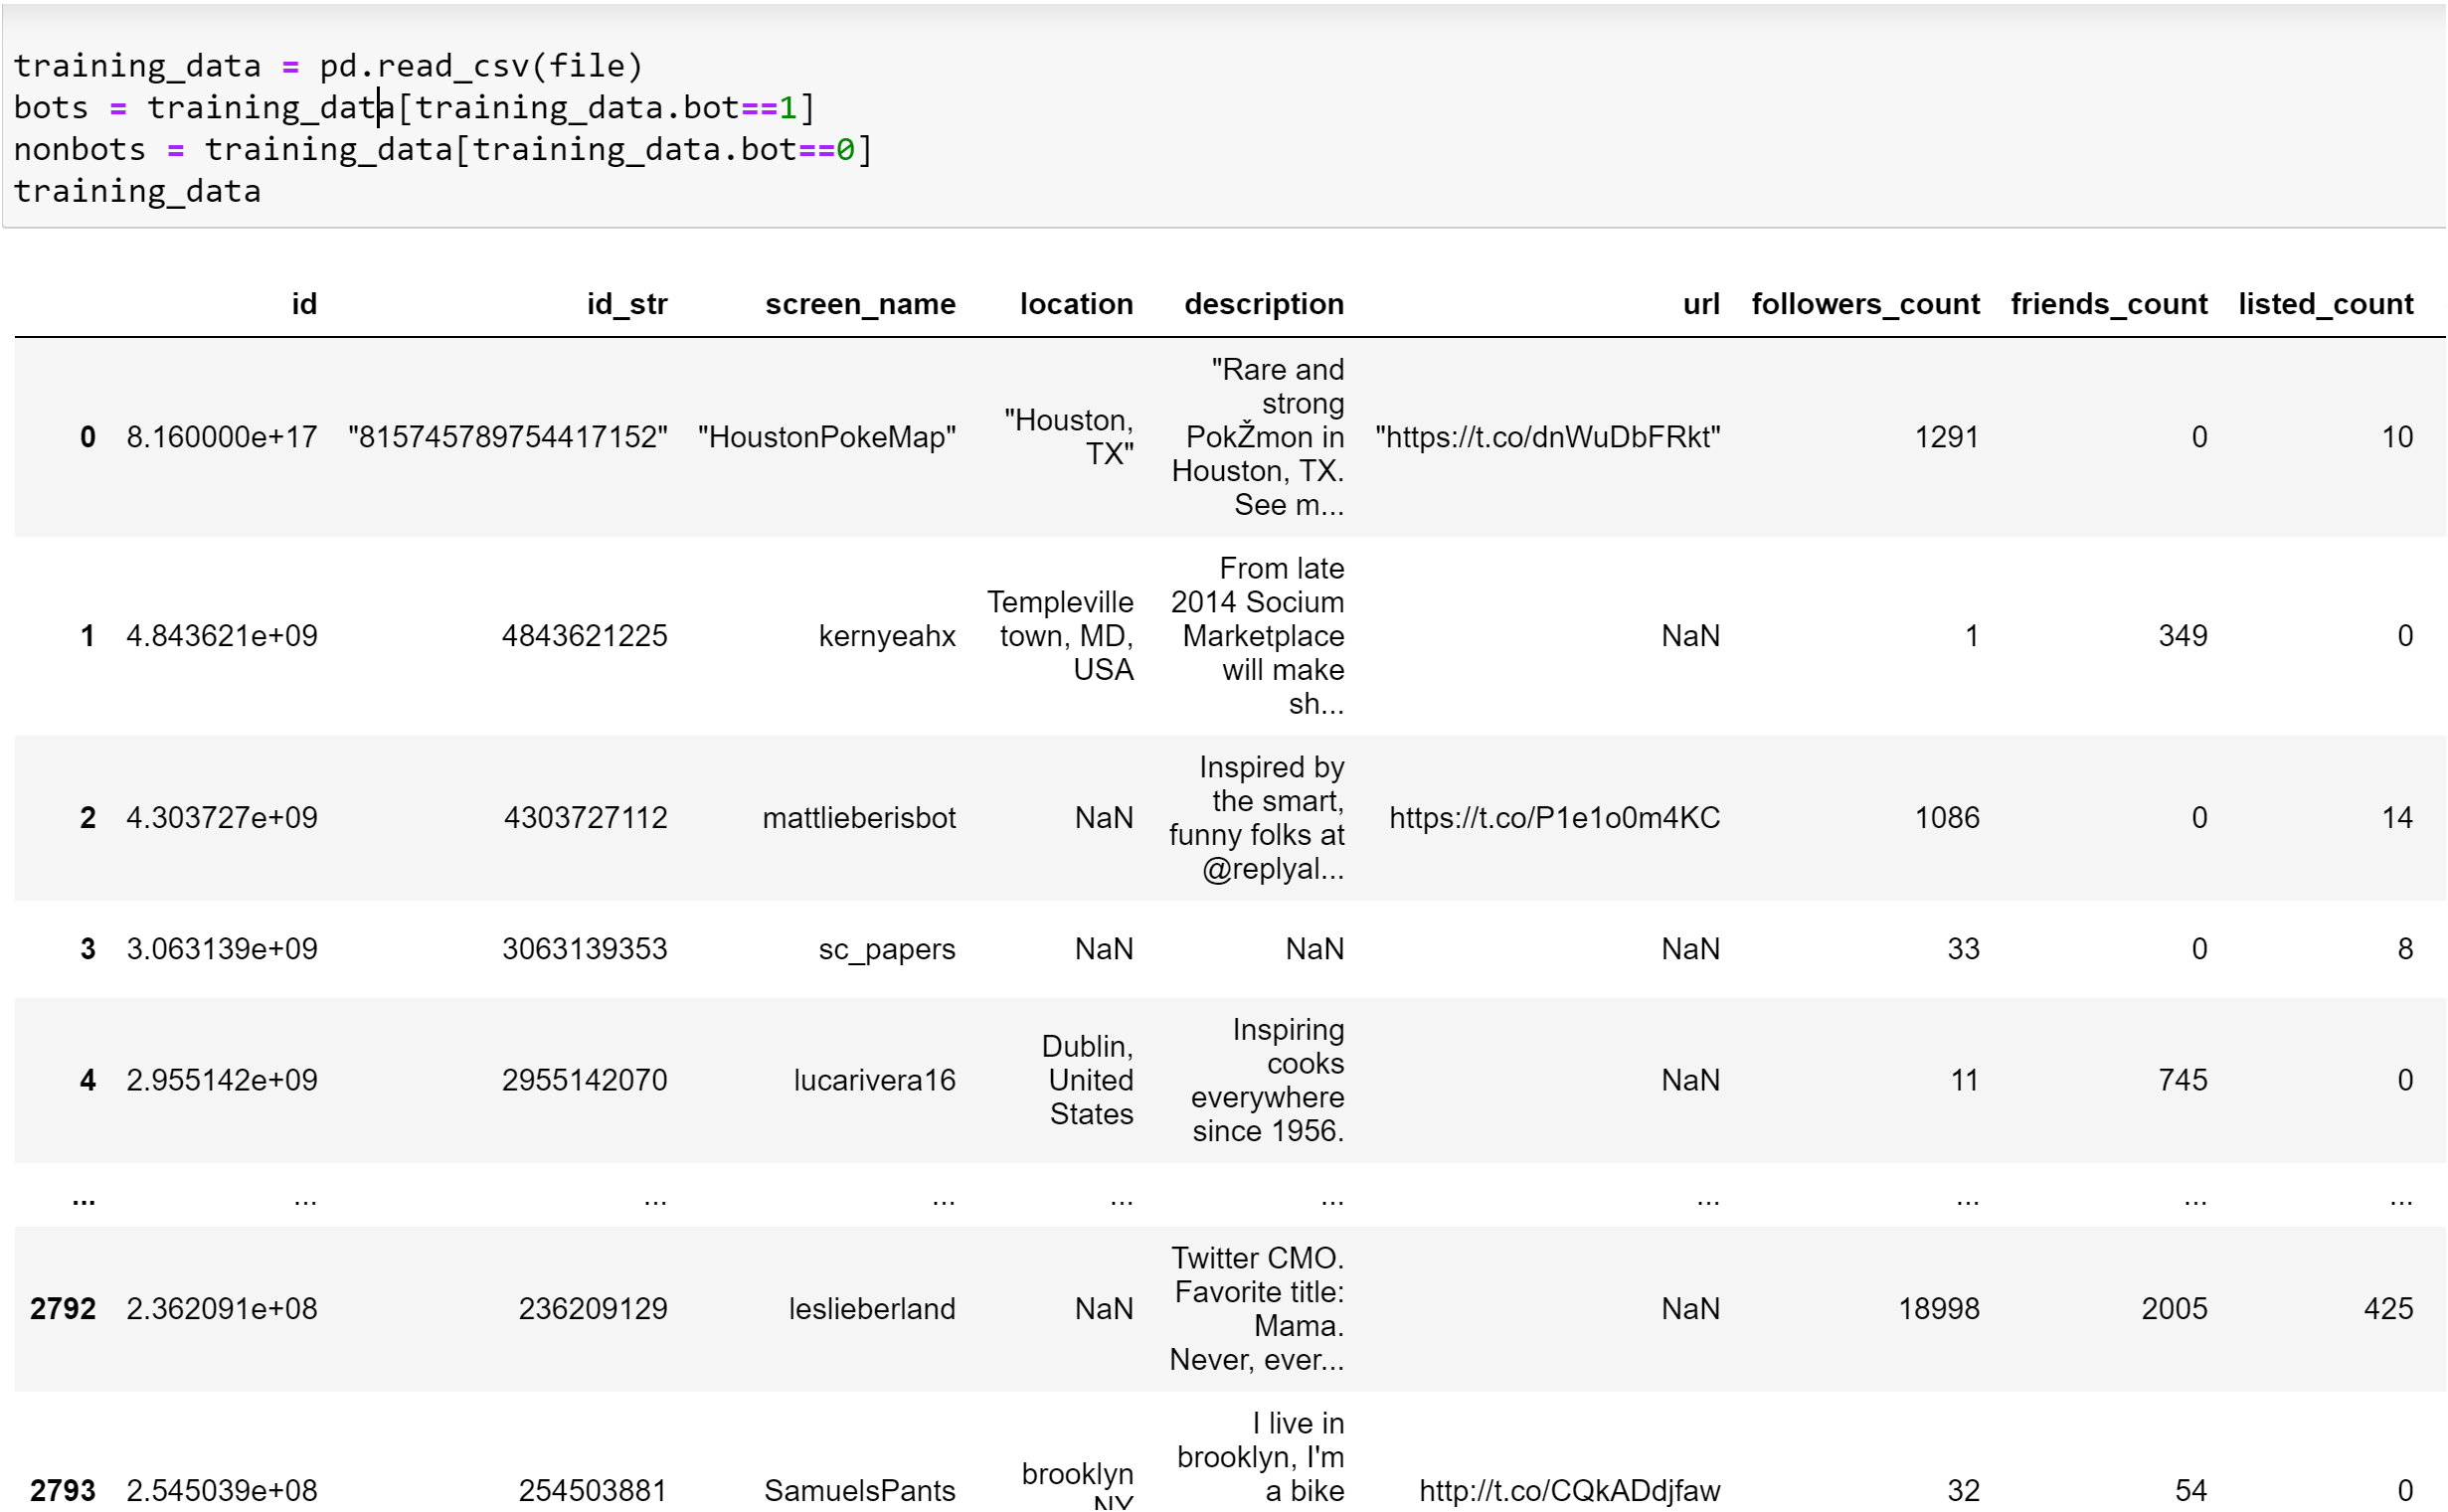 training_data = pd.read_csv(file)
bots = training_data[training_data.bot==1]
nonbots = training_data[training_data.bot==0]
training_data
id id_str screen_name location description url followers_count friends_count listed_count
0 8.160000e+17 "815745789754417152" "HoustonPokeMap" "Houston, TX" "Rare and strong PokŽmon in Houston, TX. See m... "https://t.co/dnWuDbFRkt" 1291 0 10
1 4.843621e+09 4843621225 kernyeahx Templeville town, MD, USA From late 2014 Socium Marketplace will make sh... NaN 1 349 0
2 4.303727e+09 4303727112 mattlieberisbot NaN Inspired by the smart, funny folks at @replyal... https://t.co/P1e1o0m4KC 1086 0 14
3 3.063139e+09 3063139353 sc_papers NaN NaN NaN 33 0 8
4 2.955142e+09 2955142070 lucarivera16 Dublin, United States Inspiring cooks everywhere since 1956. NaN 11 745 0
... ... ... ... ... ... ... ... ... ...
2792 2.362091e+08 236209129 leslieberland NaN Twitter CMO. Favorite title: Mama. Never, ever... NaN 18998 2005 425
2793 2.545039e+08 254503881 SamuelsPants brooklyn NY I live in brooklyn, I'm a bike http://t.co/CQkADdjfaw 32 54 0